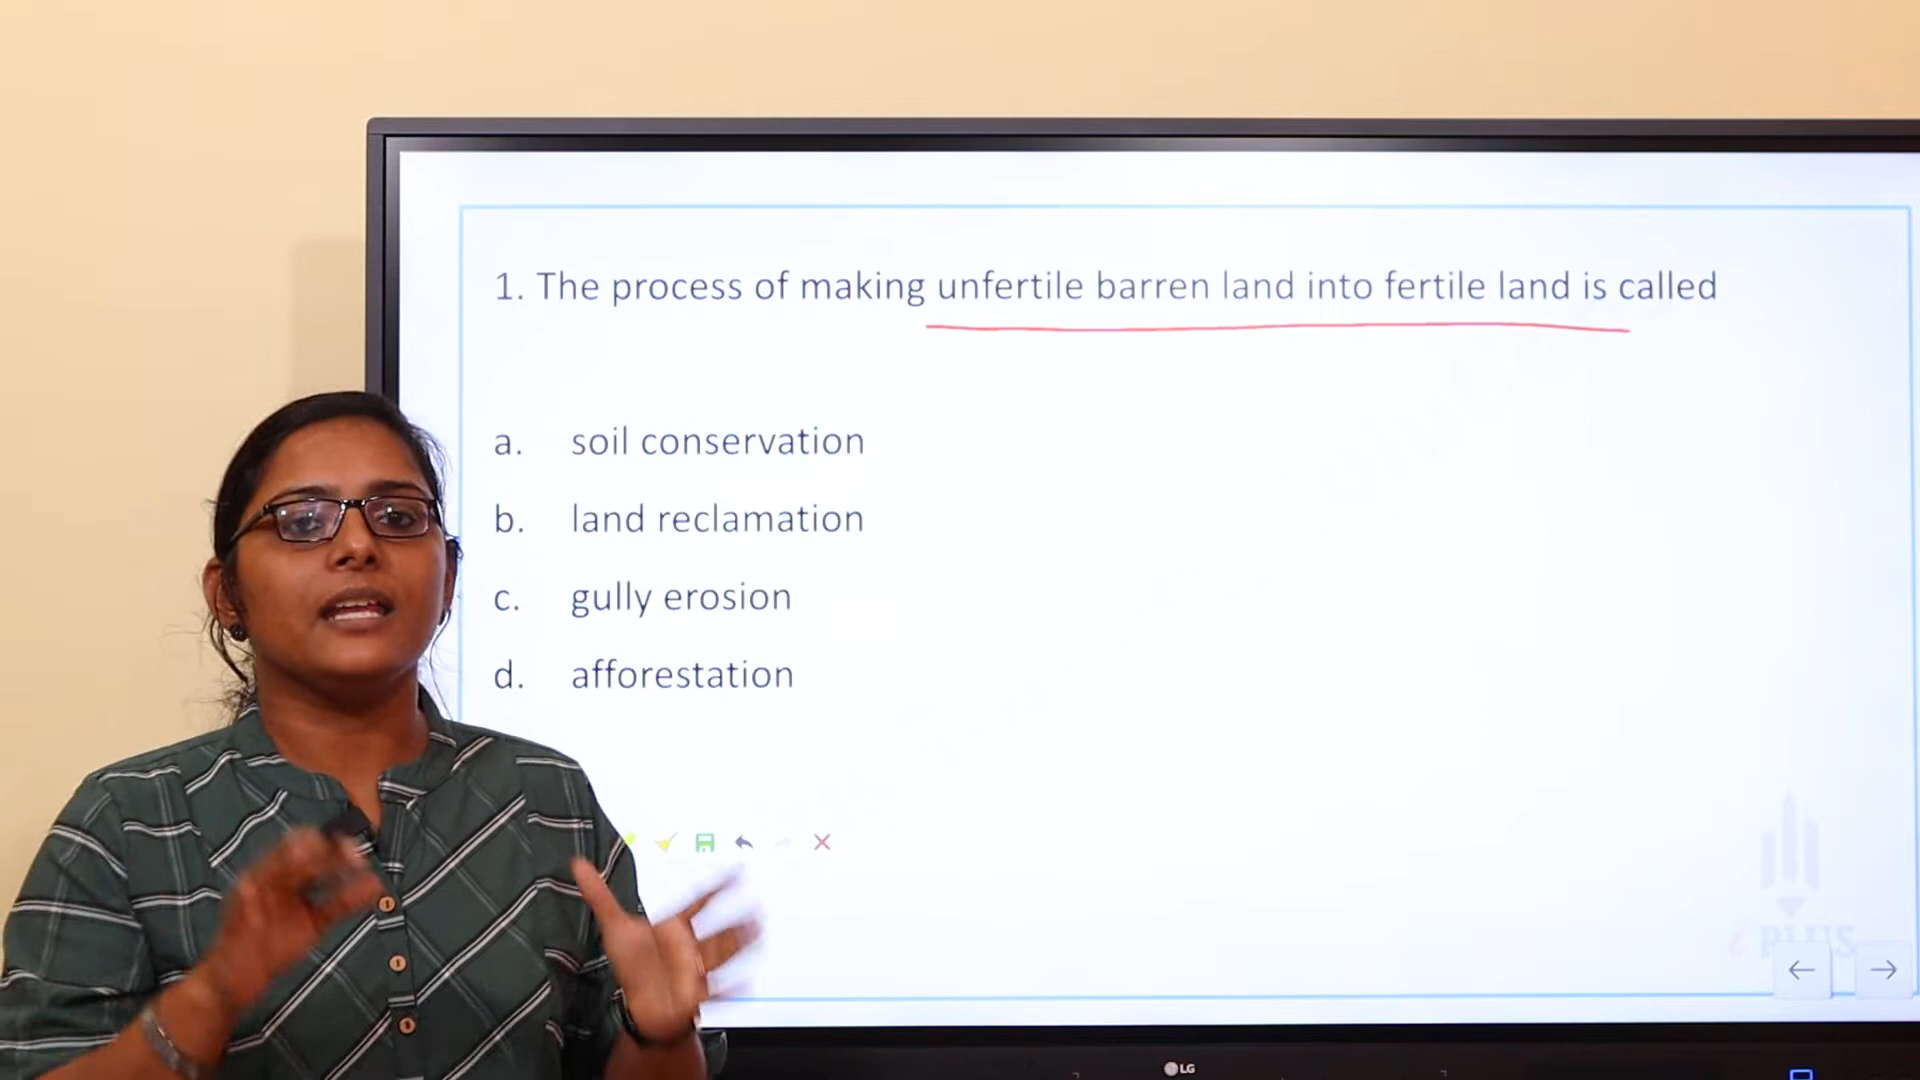 1. The process of making unfertile barren land into fertile land is called
a. soil conservation
b. land reclamation
c. gully erosion
d. afforestation
i PLUS
LG